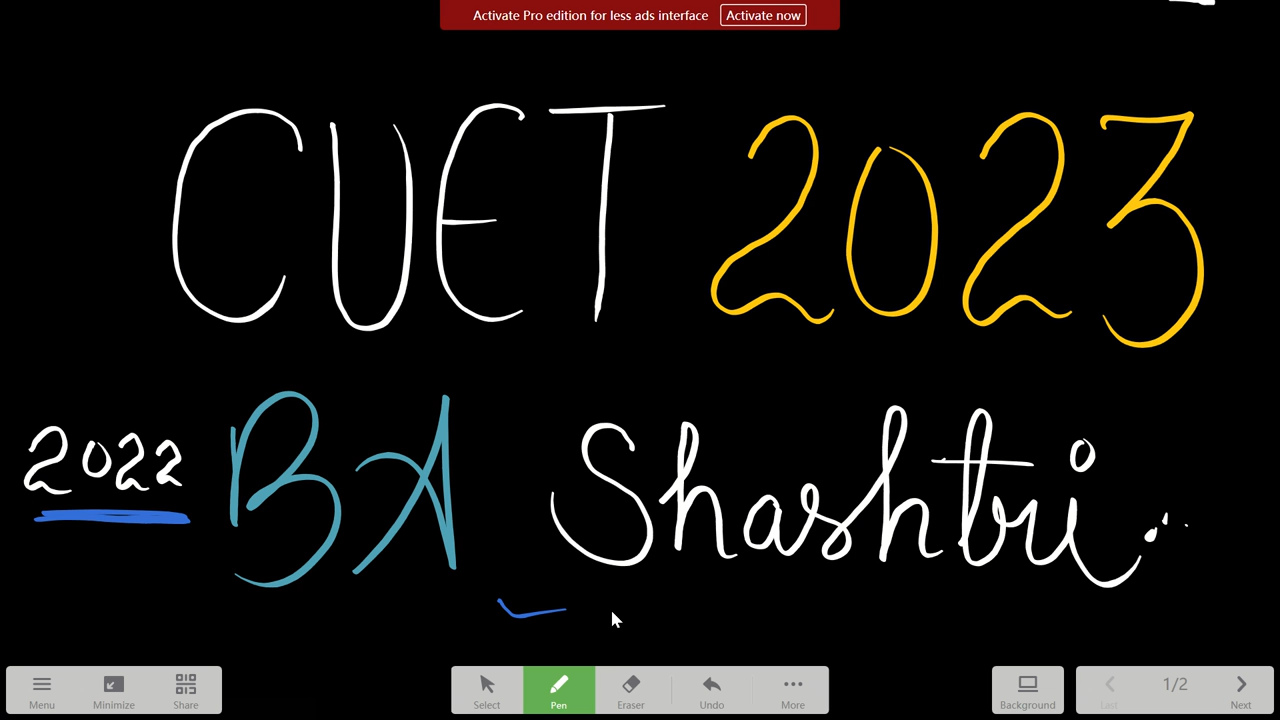 Activate Pro edition for less ads interface Activate now
CUET 2023
2022 BA Shashtri
Menu Minimize Share Select Pen Eraser Undo More Background Last 1/2 Next